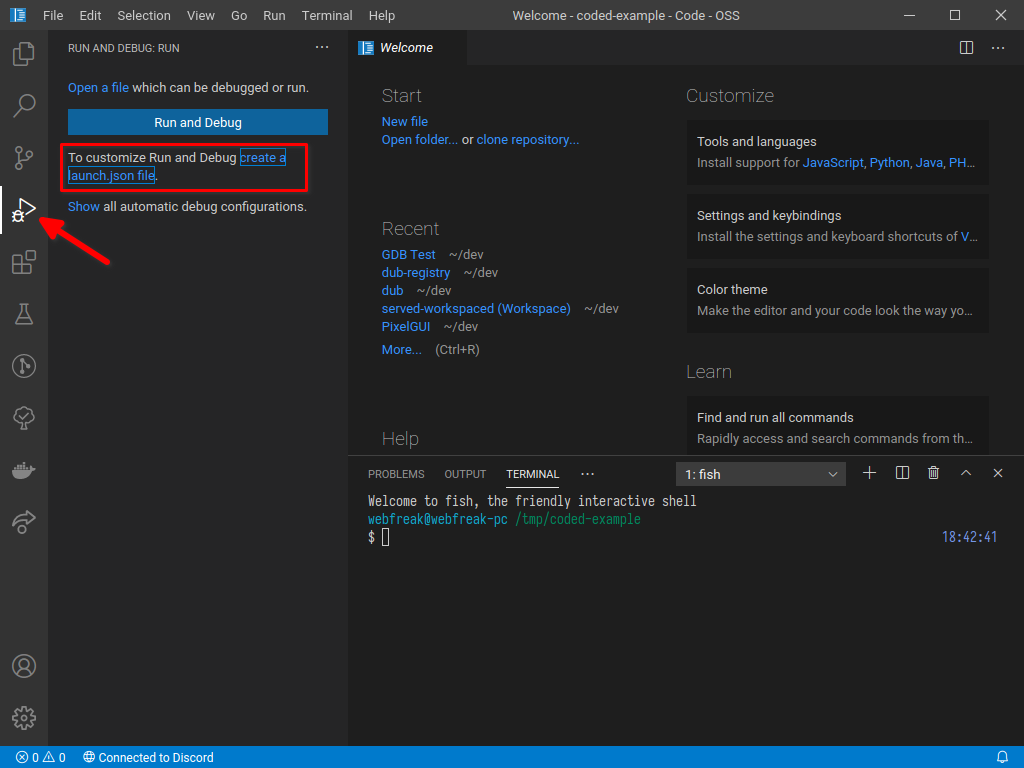 File Edit Selection View Go Run Terminal Help
Welcome - coded-example - Code - OSS
RUN AND DEBUG: RUN
Open a file which can be debugged or run.
Run and Debug
To customize Run and Debug create a
launch.json file.
Show all automatic debug configurations.
Welcome
Start
New file
Open folder... or clone repository...
Recent
GDB Test ~/dev
dub-registry ~/dev
dub ~/dev
served-workspaced (Workspace) ~/dev
PixelGUI ~/dev
More... (Ctrl+R)
Help
Customize
Tools and languages
Install support for JavaScript, Python, Java, PH...
Settings and keybindings
Install the settings and keyboard shortcuts of V...
Color theme
Make the editor and your code look the way yo...
Learn
Find and run all commands
Rapidly access and search commands from th...
PROBLEMS OUTPUT TERMINAL ... 1: fish
Welcome to fish, the friendly interactive shell
webfreak@webfreak-pc /tmp/coded-example
$ 18:42:41
0 0 Connected to Discord